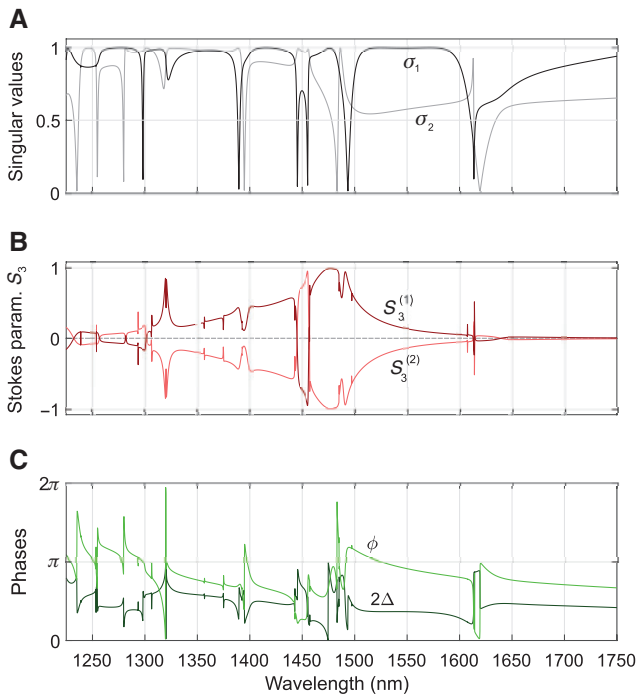 A
Singular values
1
0.5
0
σ₁
σ₂
B
Stokes param. S₃
1
0
−1
S₃⁽¹⁾
S₃⁽²⁾
C
Phases
2π
π
0
ϕ
2Δ
1250 1300 1350 1400 1450 1500 1550 1600 1650 1700 1750
Wavelength (nm)